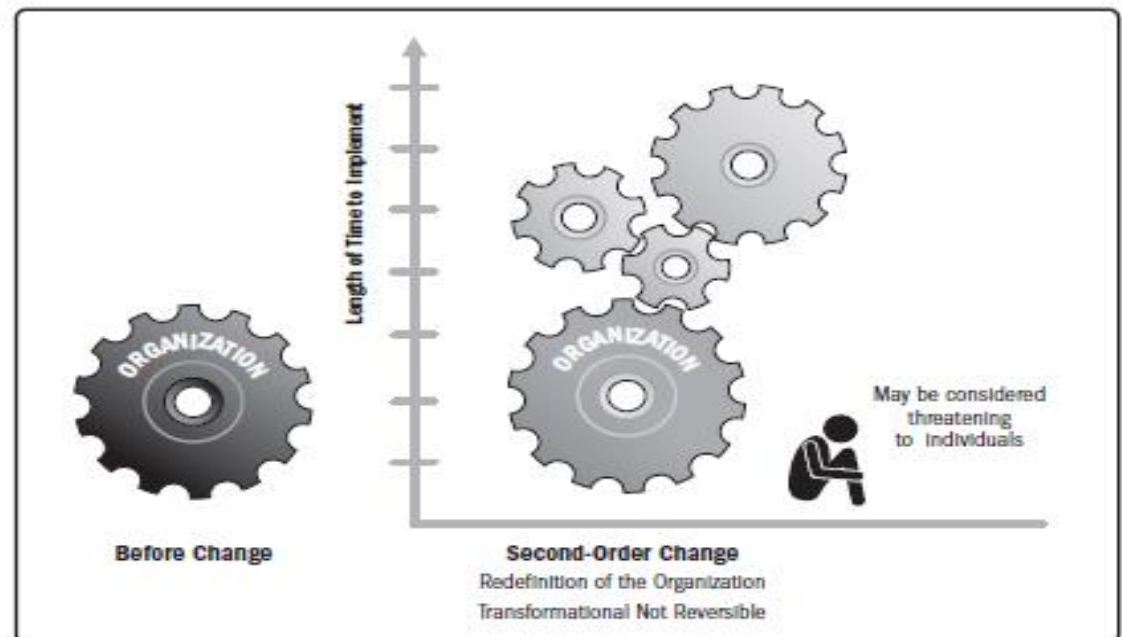 Length of Time to Implement
ORGANIZATION
ORGANIZATION
May be considered
threatening
to individuals
Before Change
Second-Order Change
Redefinition of the Organization
Transformational Not Reversible